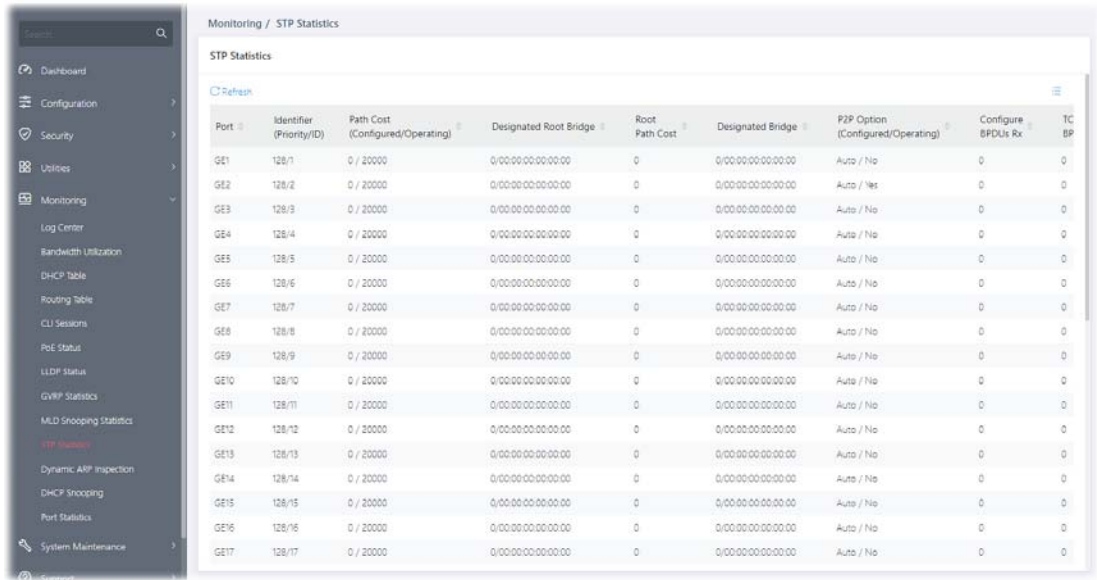 Search
Dashboard
Configuration
Security
Utilities
Monitoring
Log Center
Bandwidth Utilization
DHCP Table
Routing Table
CLI Sessions
PoE Status
LLDP Status
GVRP Statistics
MLD Snooping Statistics
STP Statistics
Dynamic ARP Inspection
DHCP Snooping
Port Statistics
System Maintenance
Support
Monitoring / STP Statistics
STP Statistics
Refresh
Port Identifier (Priority/ID) Path Cost (Configured/Operating) Designated Root Bridge Root Path Cost Designated Bridge P2P Option (Configured/Operating) Configure BPDUs Rx TC BP
GE1 128/1 0 / 20000 0/00:00:00:00:00:00 0 0/00:00:00:00:00:00 Auto / No 0 0
GE2 128/2 0 / 20000 0/00:00:00:00:00:00 0 0/00:00:00:00:00:00 Auto / Yes 0 0
GE3 128/3 0 / 20000 0/00:00:00:00:00:00 0 0/00:00:00:00:00:00 Auto / No 0 0
GE4 128/4 0 / 20000 0/00:00:00:00:00:00 0 0/00:00:00:00:00:00 Auto / No 0 0
GE5 128/5 0 / 20000 0/00:00:00:00:00:00 0 0/00:00:00:00:00:00 Auto / No 0 0
GE6 128/6 0 / 20000 0/00:00:00:00:00:00 0 0/00:00:00:00:00:00 Auto / No 0 0
GE7 128/7 0 / 20000 0/00:00:00:00:00:00 0 0/00:00:00:00:00:00 Auto / No 0 0
GE8 128/8 0 / 20000 0/00:00:00:00:00:00 0 0/00:00:00:00:00:00 Auto / No 0 0
GE9 128/9 0 / 20000 0/00:00:00:00:00:00 0 0/00:00:00:00:00:00 Auto / No 0 0
GE10 128/10 0 / 20000 0/00:00:00:00:00:00 0 0/00:00:00:00:00:00 Auto / No 0 0
GE11 128/11 0 / 20000 0/00:00:00:00:00:00 0 0/00:00:00:00:00:00 Auto / No 0 0
GE12 128/12 0 / 20000 0/00:00:00:00:00:00 0 0/00:00:00:00:00:00 Auto / No 0 0
GE13 128/13 0 / 20000 0/00:00:00:00:00:00 0 0/00:00:00:00:00:00 Auto / No 0 0
GE14 128/14 0 / 20000 0/00:00:00:00:00:00 0 0/00:00:00:00:00:00 Auto / No 0 0
GE15 128/15 0 / 20000 0/00:00:00:00:00:00 0 0/00:00:00:00:00:00 Auto / No 0 0
GE16 128/16 0 / 20000 0/00:00:00:00:00:00 0 0/00:00:00:00:00:00 Auto / No 0 0
GE17 128/17 0 / 20000 0/00:00:00:00:00:00 0 0/00:00:00:00:00:00 Auto / No 0 0